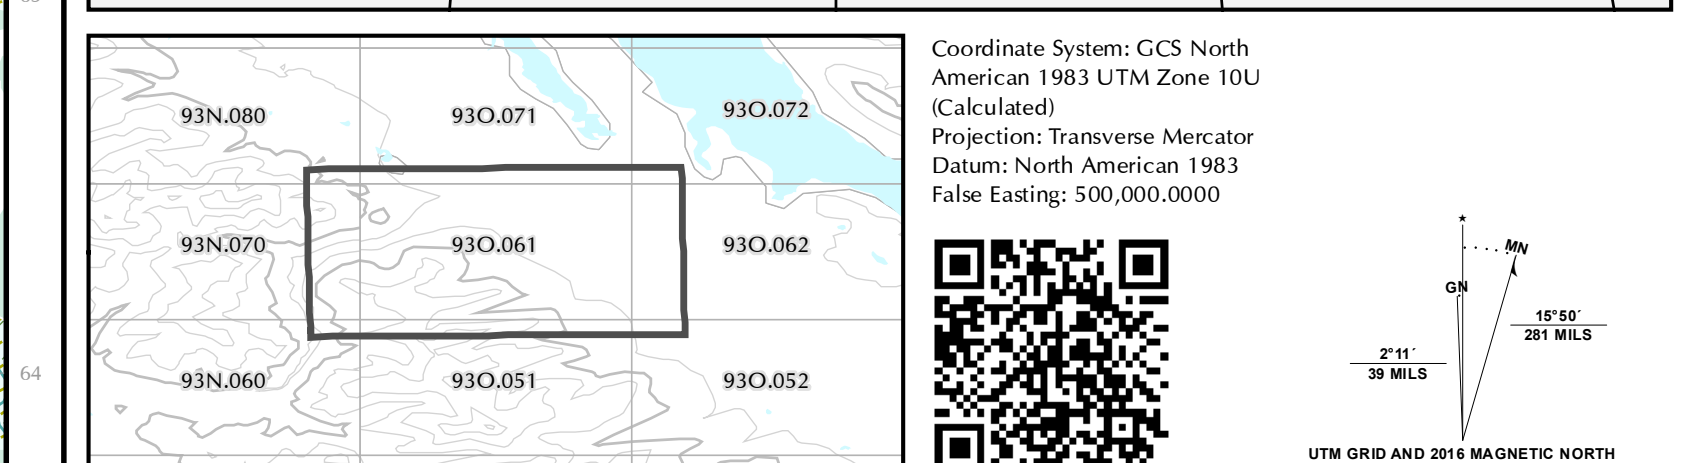 93N.080 93O.071 93O.072
93N.070 93O.061 93O.062
93N.060 93O.051 93O.052
64
Coordinate System: GCS North
American 1983 UTM Zone 10U
(Calculated)
Projection: Transverse Mercator
Datum: North American 1983
False Easting: 500,000.0000
MN
GN
15°50´
281 MILS
2°11´
39 MILS
UTM GRID AND 2016 MAGNETIC NORTH